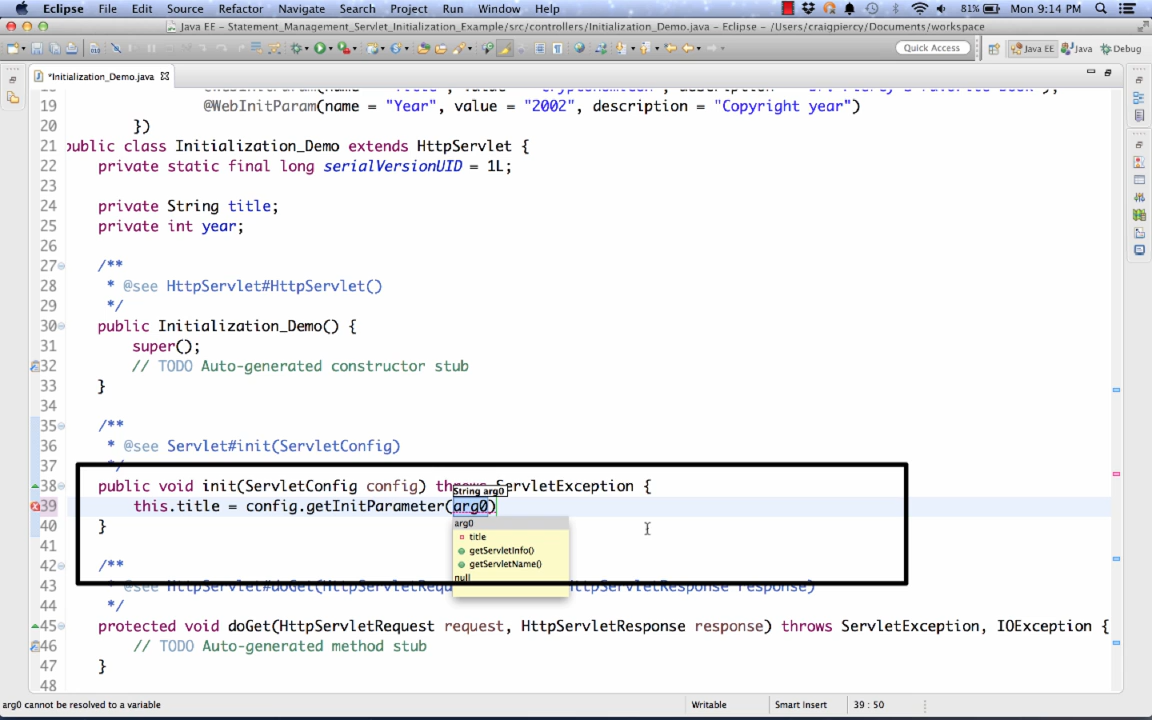 Eclipse File Edit Source Refactor Navigate Search Project Run Window Help 81% Mon 9:14 PM
Java EE - Statement_Management_Servlet_Initialization_Example/src/controllers/Initialization_Demo.java - Eclipse - /Users/craigpiercy/Documents/workspace
Quick Access Java EE Java Debug
*Initialization_Demo.java
19 @WebInitParam(name = "Year", value = "2002", description = "Copyright year")
20 })
21 public class Initialization_Demo extends HttpServlet {
22 private static final long serialVersionUID = 1L;
23
24 private String title;
25 private int year;
26
27 /**
28 * @see HttpServlet#HttpServlet()
29 */
30 public Initialization_Demo() {
31 super();
32 // TODO Auto-generated constructor stub
33 }
34
35 /**
36 * @see Servlet#init(ServletConfig)
37 */
38 public void init(ServletConfig config) throws ServletException {
String arg0
39 this.title = config.getInitParameter(arg0)
arg0
40 }
title
41
getServletInfo()
42 /**
getServletName()
null
43 * @see HttpServlet#doGet(HttpServletRequ HttpServletResponse response)
44 */
45 protected void doGet(HttpServletRequest request, HttpServletResponse response) throws ServletException, IOException {
46 // TODO Auto-generated method stub
47 }
48
arg0 cannot be resolved to a variable Writable Smart Insert 39 : 50